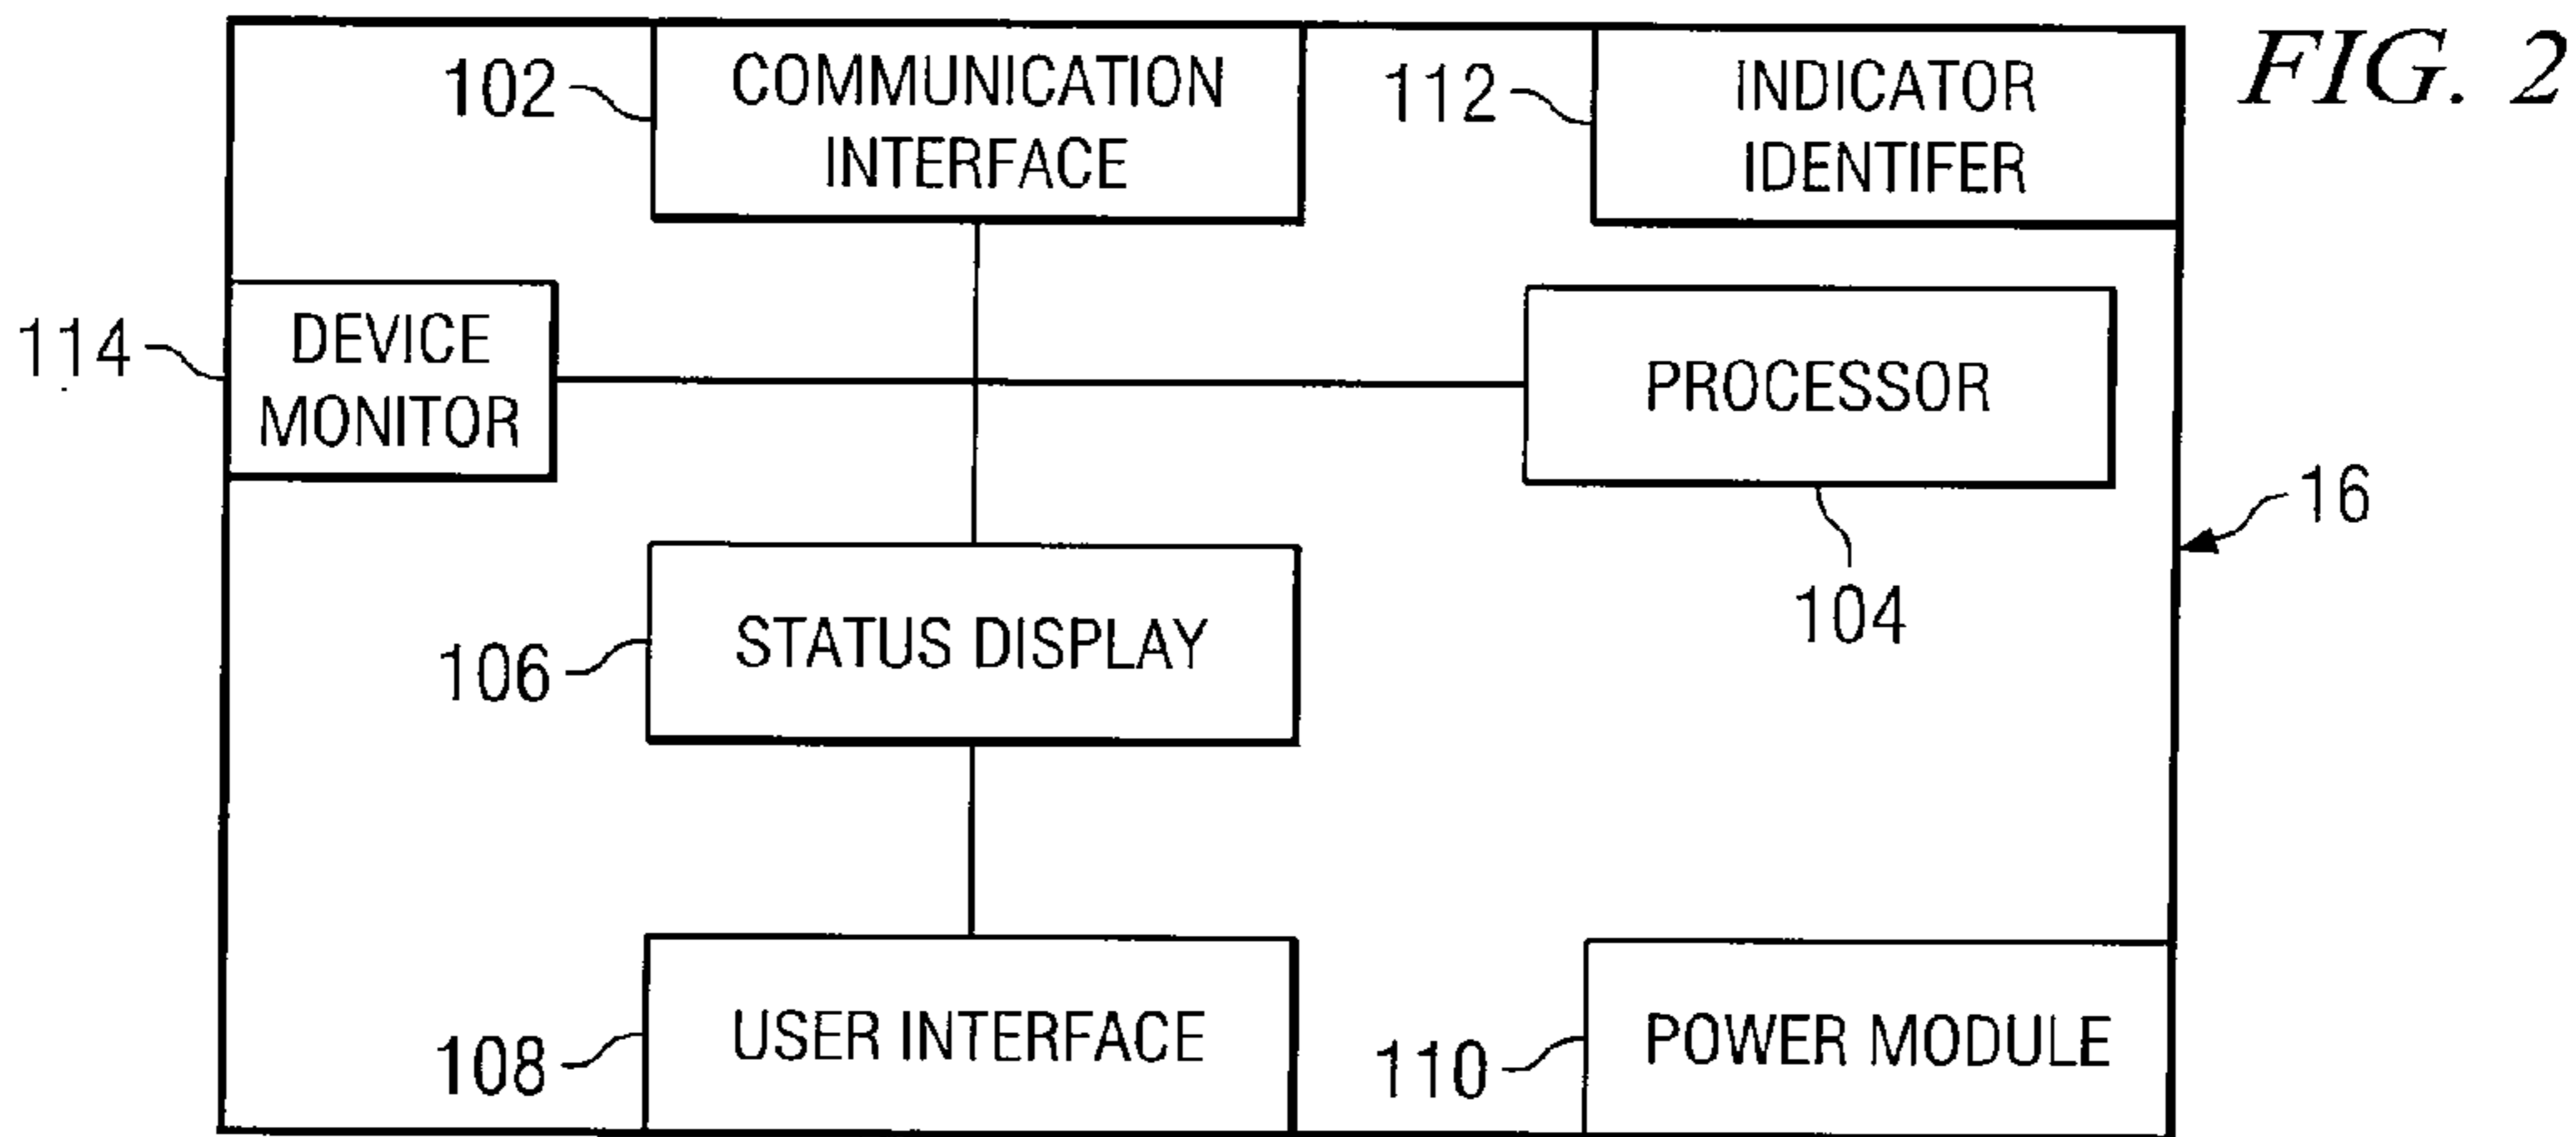 FIG. 2
102
COMMUNICATION
INTERFACE
112
INDICATOR
IDENTIFER
114
DEVICE
MONITOR
PROCESSOR
104
16
106
STATUS DISPLAY
108
USER INTERFACE
110
POWER MODULE